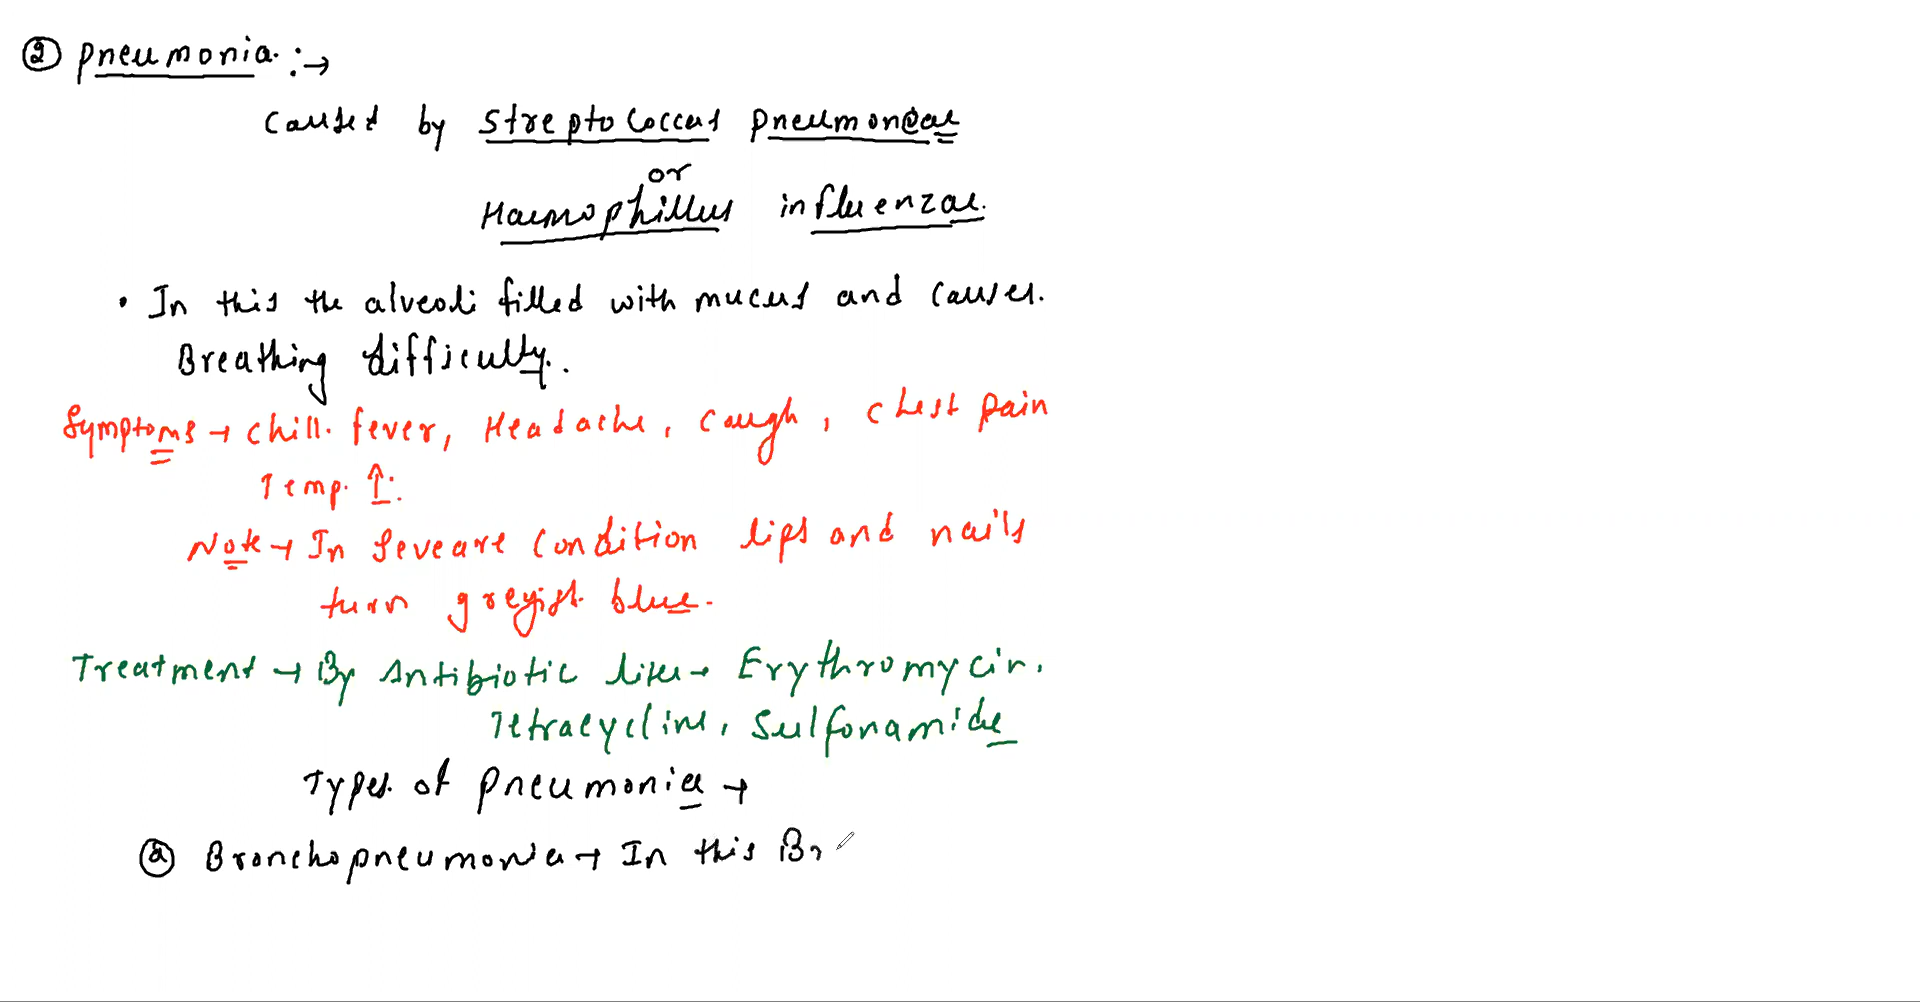 ② Pneumonia :→
Caused by Streptococcus Pneumoneae
or
Haemophillus influenzae.
• In this the alveoli filled with mucus and causes.
Breathing difficulty.
Symptoms → chill. fever, Headache, cough, chest pain
Temp. ↑.
Note → In seveare condition lips and nails
turn greyish blue.
Treatment → By Antibiotic like → Erythromycin.
Tetracycline, Sulfonamide
Types of Pneumonia →
ⓐ Bronchopneumonia → In this Br